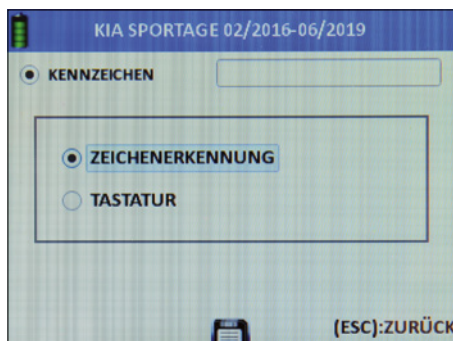 KIA SPORTAGE 02/2016-06/2019
KENNZEICHEN
ZEICHENERKENNUNG
TASTATUR
(ESC):ZURÜCK